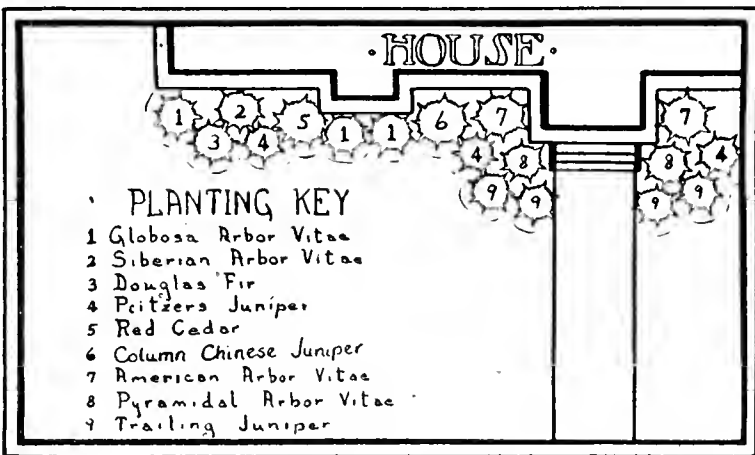 ·HOUSE·
1 2 5 1 1 6 7 7
3 4 4 8 8 4
9 9 9 9
PLANTING KEY
1 Globosa Arbor Vitae
2 Siberian Arbor Vitae
3 Douglas Fir
4 Pcitzers Juniper
5 Red Cedar
6 Column Chinese Juniper
7 American Arbor Vitae
8 Pyramidal Arbor Vitae
9 Trailing Juniper